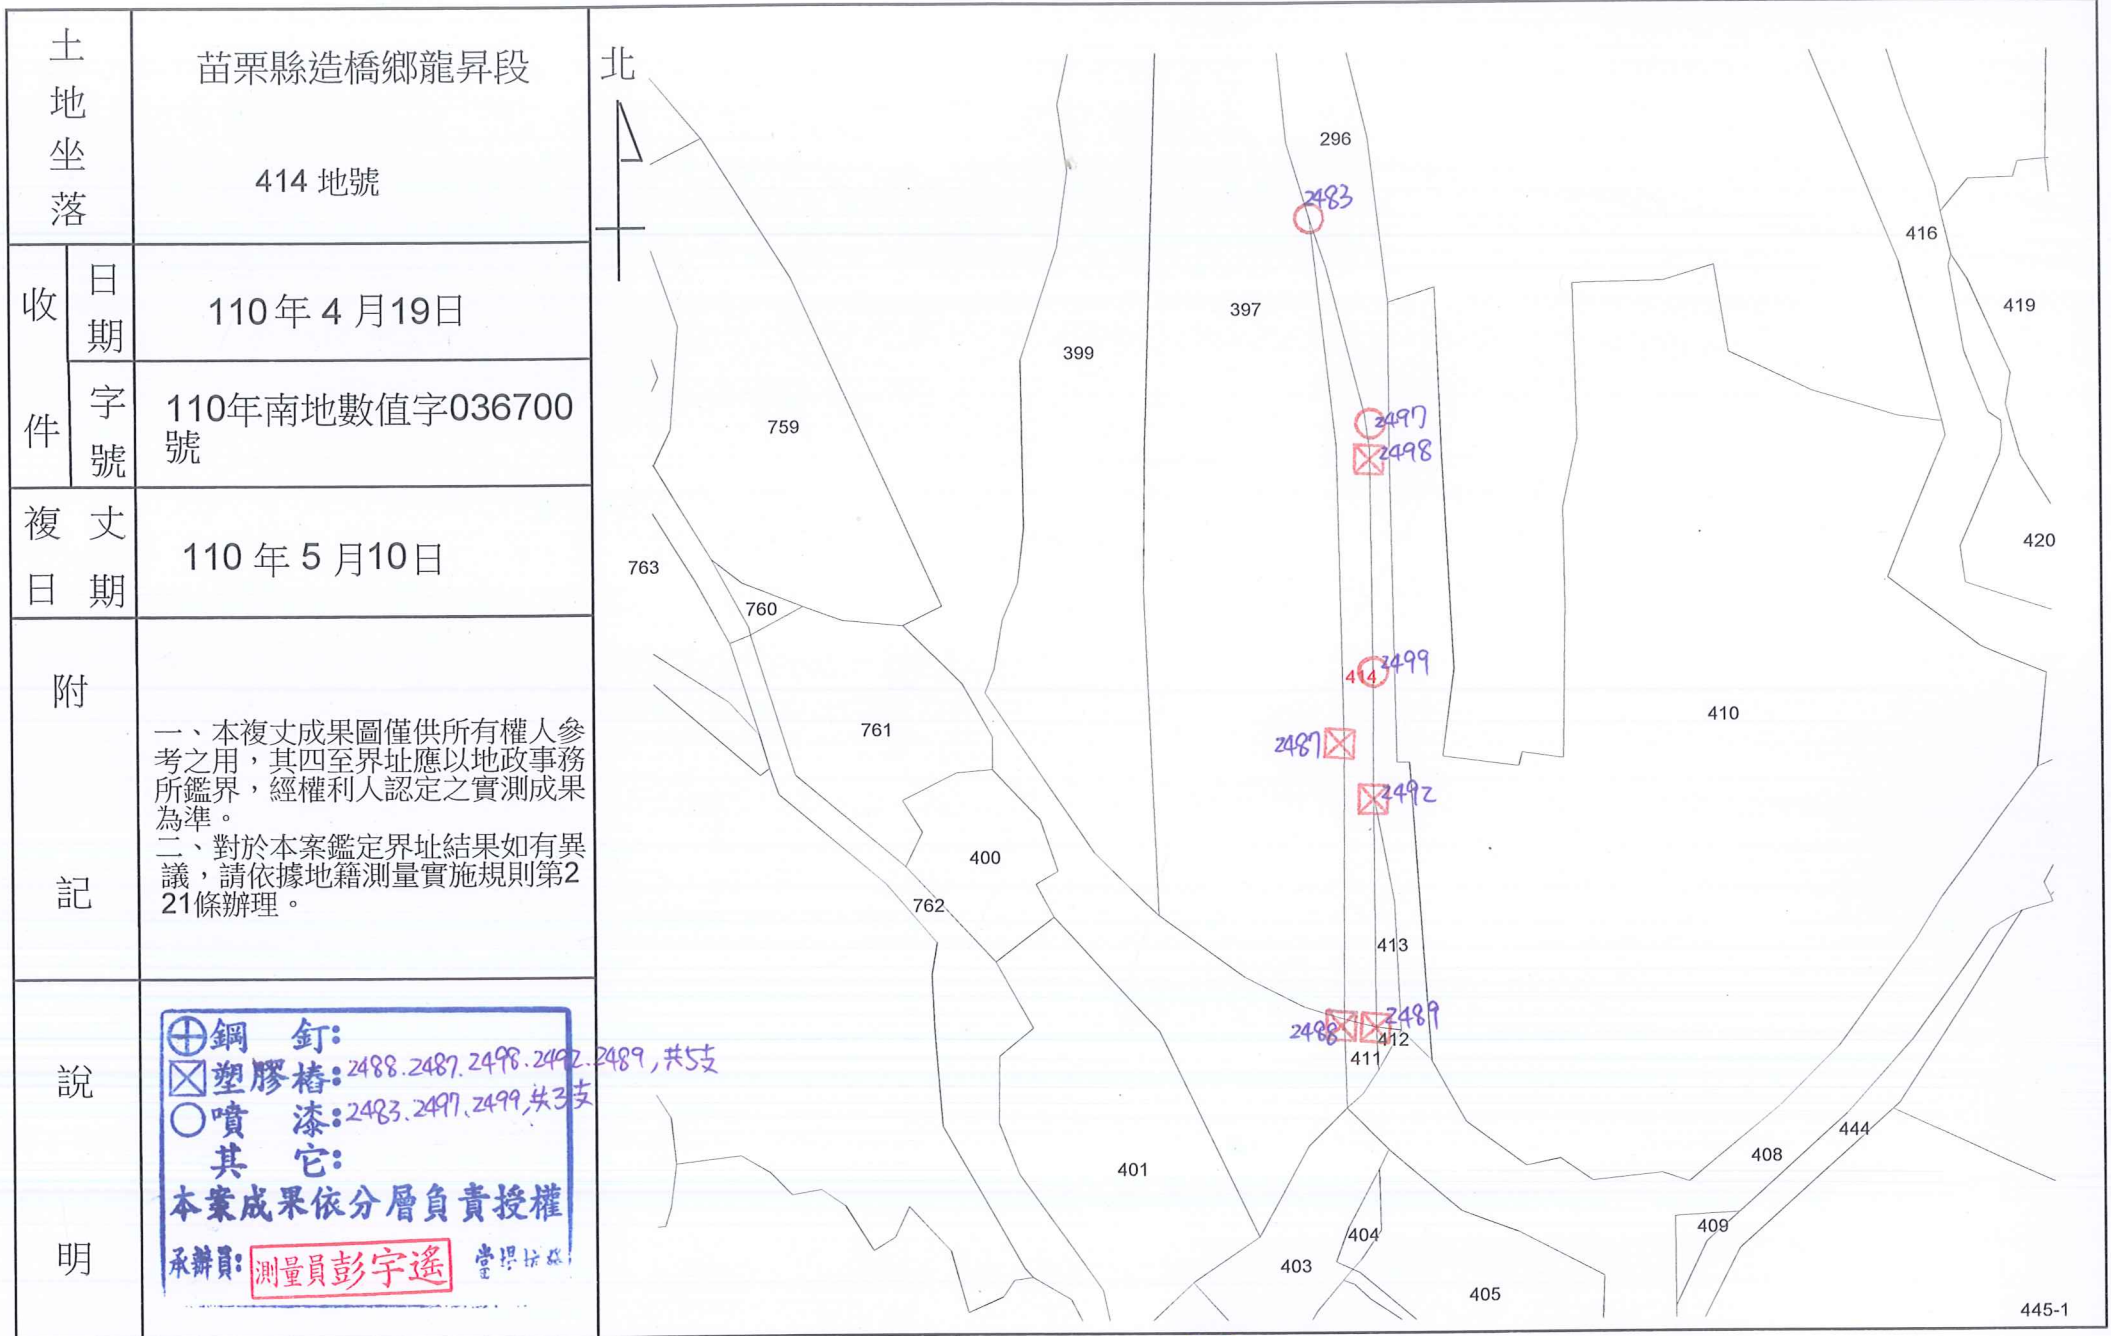 土地坐落
苗栗縣造橋鄉龍昇段
414 地號
收件
日期
110年 4 月19日
字號
110年南地數值字036700
號
複丈
日期
110 年 5 月10日
附記
一、本複丈成果圖僅供所有權人參
考之用，其四至界址應以地政事務
所鑑界，經權利人認定之實測成果
為準。
二、對於本案鑑定界址結果如有異
議，請依據地籍測量實施規則第2
21條辦理。
說明
鋼釘：
塑膠樁：2488.2487.2498.2492.2489,共5支
噴漆：2483.2497.2499,共3支
其它：
本案成果依分層負責授權
承辦員：測量員彭宇遙
北
296
2483
416
419
397
399
2497
2498
759
420
763
760
2499
414
410
761
2487
2492
400
762
413
2488
2489
412
411
444
408
401
409
404
403
405
445-1